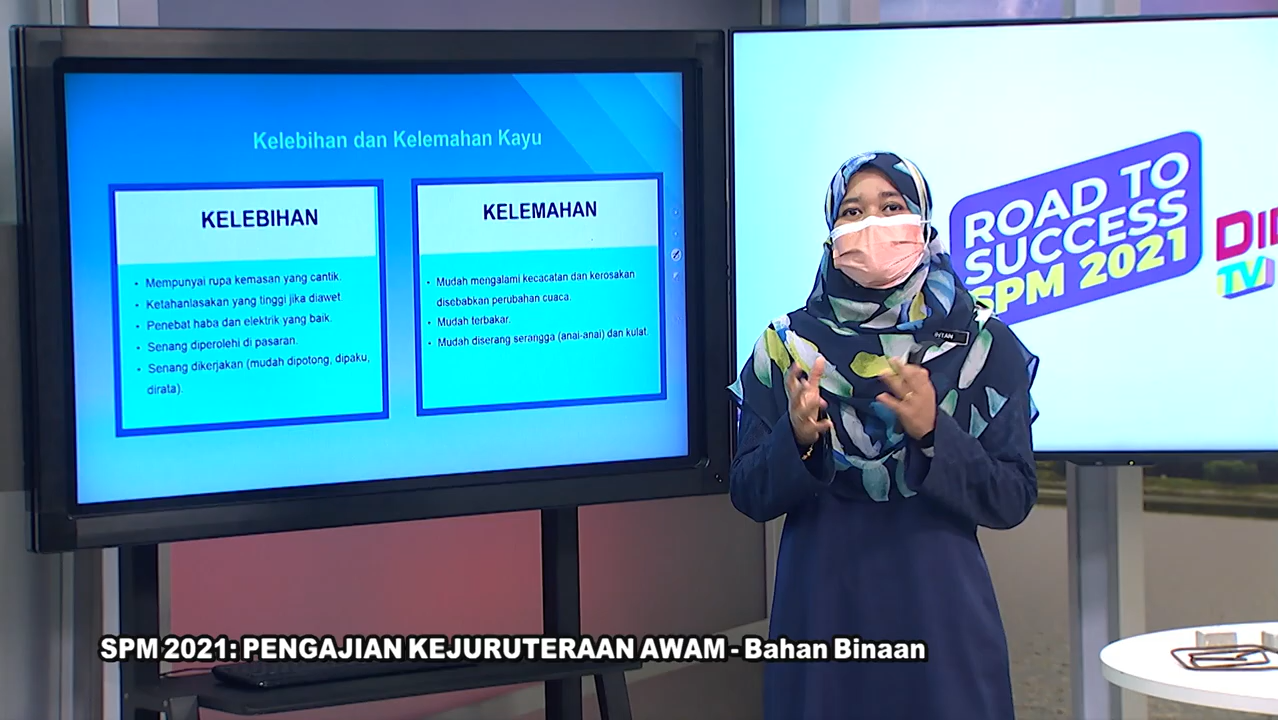 Kelebihan dan Kelemahan Kayu
KELEBIHAN
• Mempunyai rupa kemasan yang cantik.
• Ketahanlasakan yang tinggi jika diawet.
• Penebat haba dan elektrik yang baik.
• Senang diperolehi di pasaran.
• Senang dikerjakan (mudah dipotong, dipaku,
dirata).
KELEMAHAN
• Mudah mengalami kecacatan dan kerosakan
disebabkan perubahan cuaca.
• Mudah terbakar.
• Mudah diserang serangga (anai-anai) dan kulat.
ROAD TO
SUCCESS
SPM 2021
TV
INTAN
SPM 2021: PENGAJIAN KEJURUTERAAN AWAM - Bahan Binaan